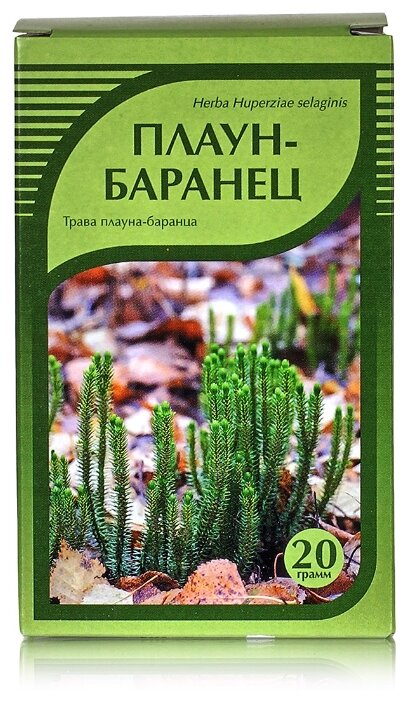 Herba Huperziae selaginis
ПЛАУН-
БАРАНЕЦ
Трава плауна-баранца
20
грамм